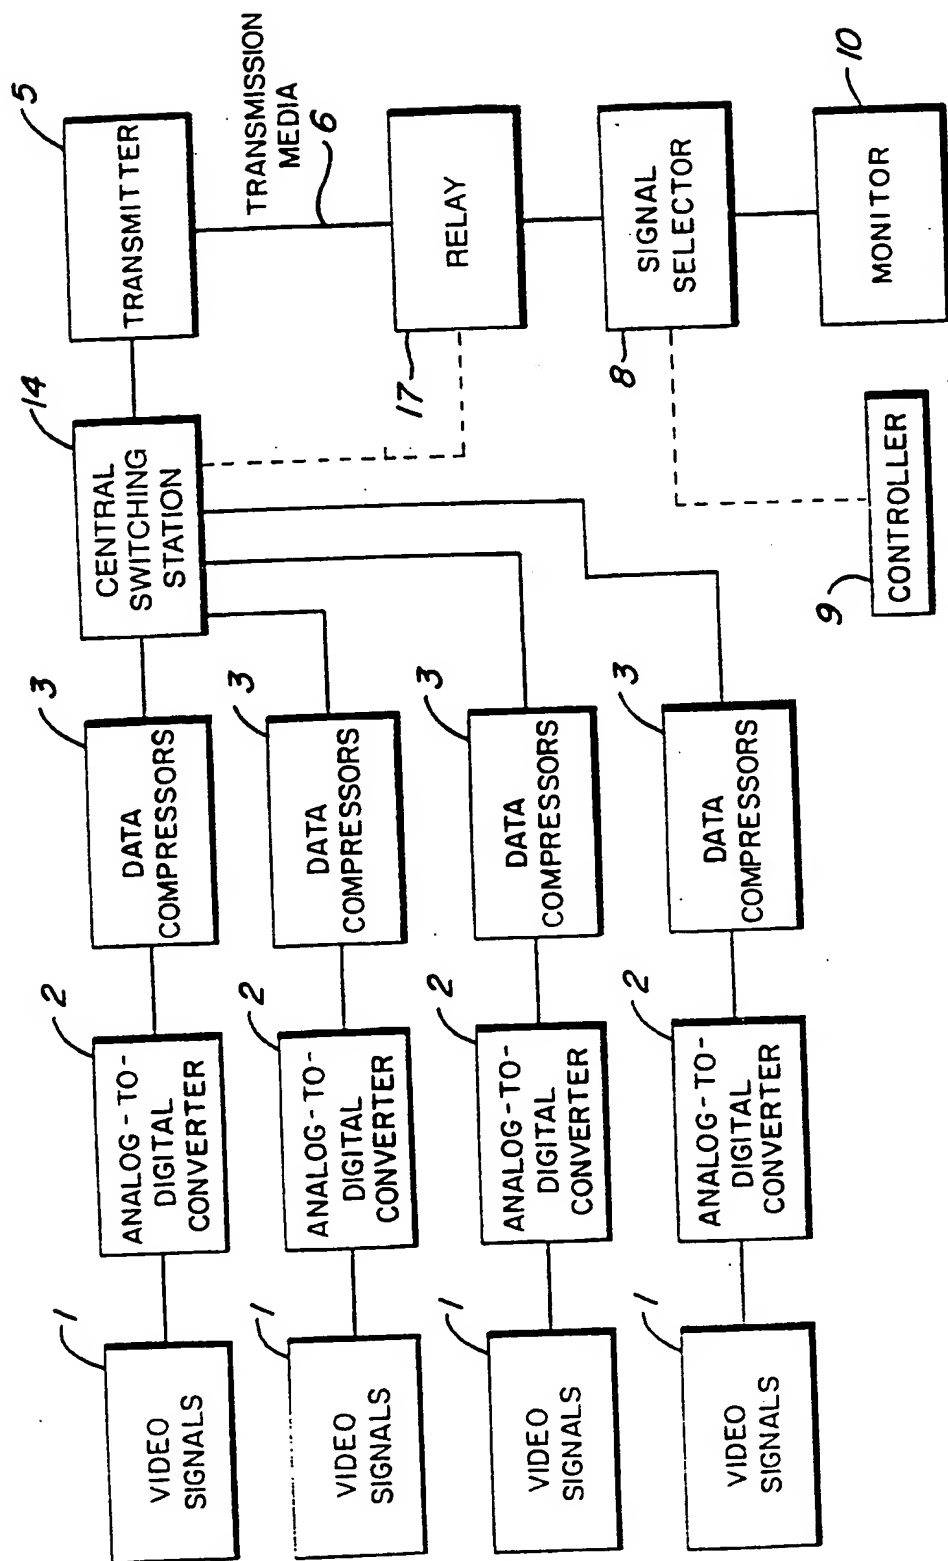 1
VIDEO
SIGNALS
2
ANALOG-TO-
DIGITAL
CONVERTER
3
DATA
COMPRESSORS
14
CENTRAL
SWITCHING
STATION
5
TRANSMITTER
1
VIDEO
SIGNALS
2
ANALOG-TO-
DIGITAL
CONVERTER
3
DATA
COMPRESSORS
TRANSMISSION
MEDIA
6
1
VIDEO
SIGNALS
2
ANALOG-TO-
DIGITAL
CONVERTER
3
DATA
COMPRESSORS
17
RELAY
1
VIDEO
SIGNALS
2
ANALOG-TO-
DIGITAL
CONVERTER
3
DATA
COMPRESSORS
8
SIGNAL
SELECTOR
9
CONTROLLER
10
MONITOR